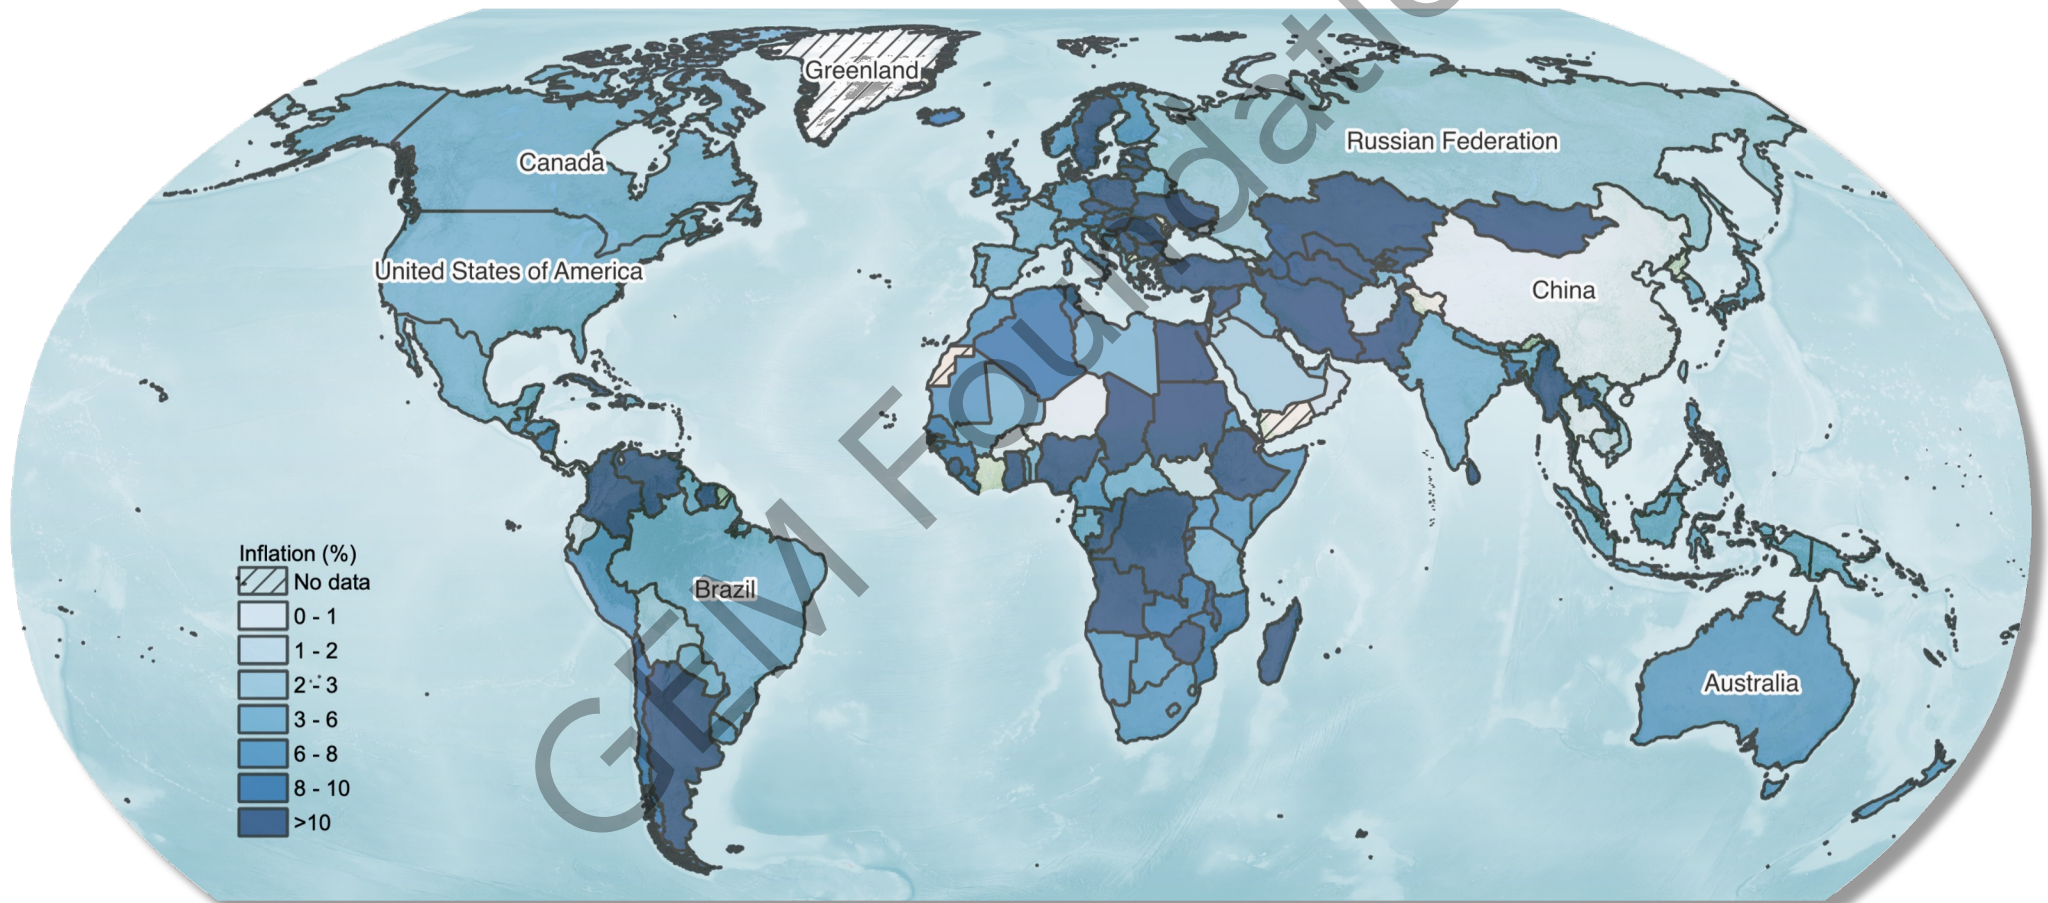 Greenland
Canada
Russian Federation
United States of America
China
Brazil
Australia
Inflation (%)
No data
0 - 1
1 - 2
2 - 3
3 - 6
6 - 8
8 - 10
>10
GEM Foundatio